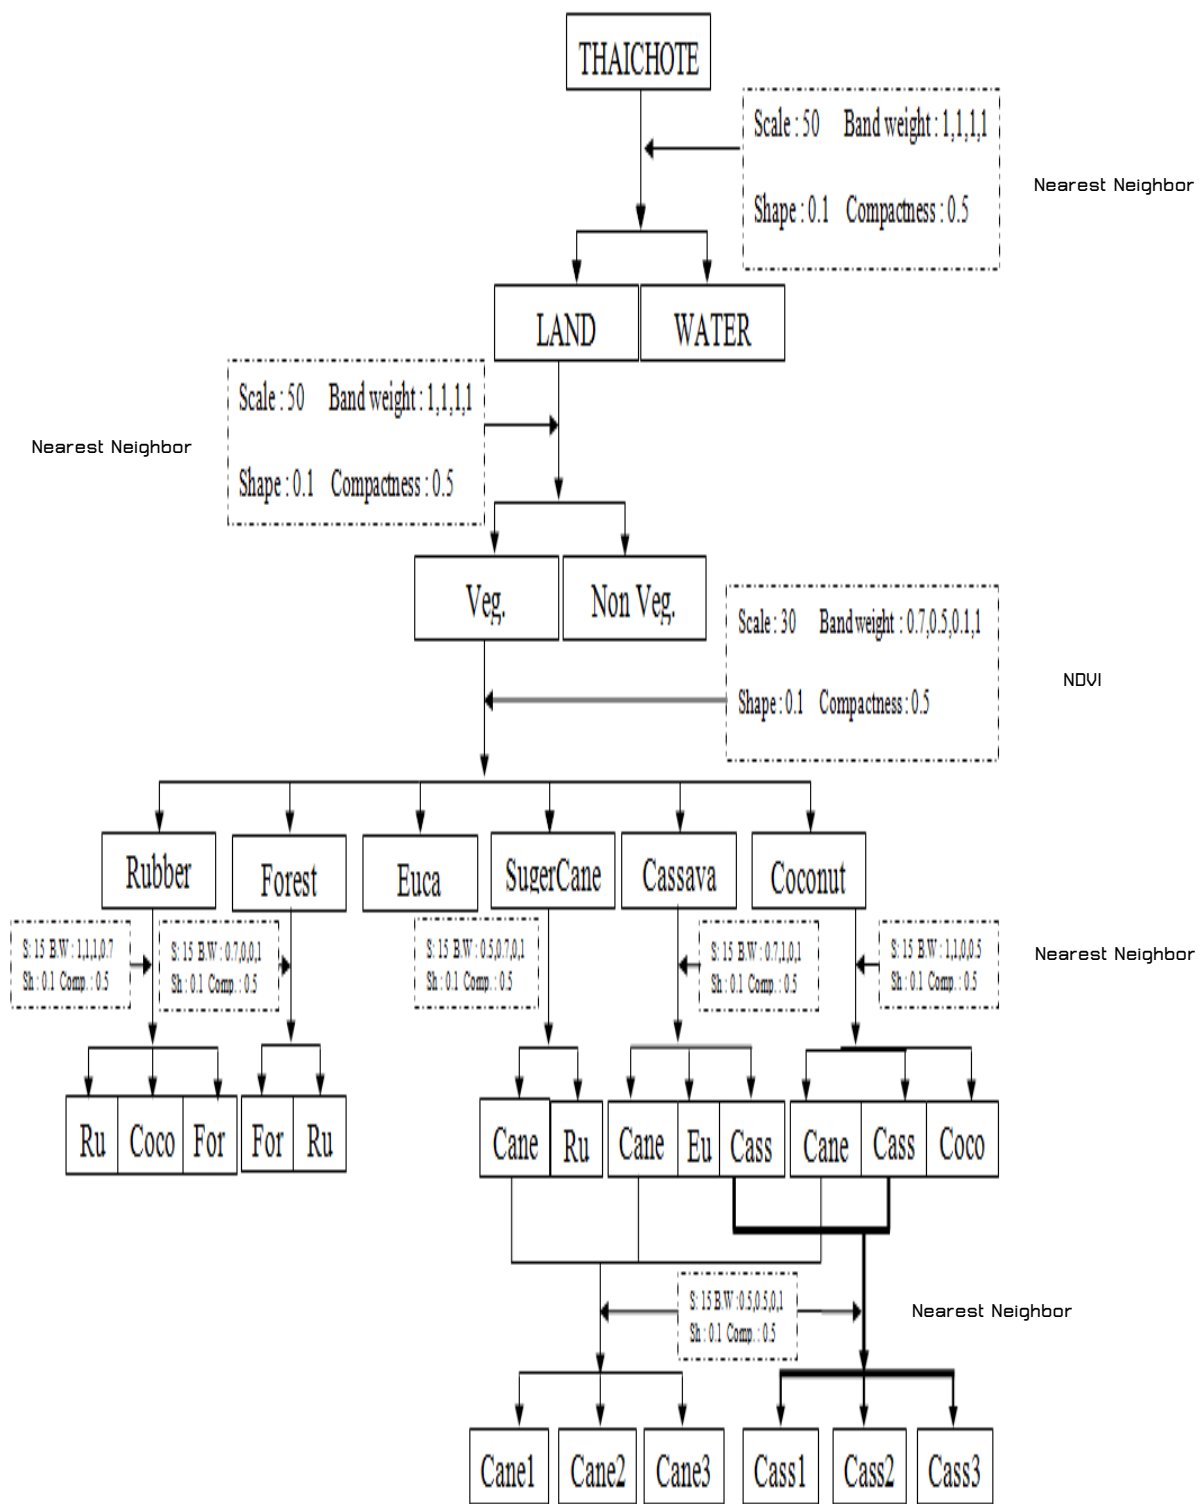 THAICHOTE
Scale : 50 Band weight : 1,1,1,1
Shape : 0.1 Compactness : 0.5
Nearest Neighbor
LAND
WATER
Scale : 50 Band weight : 1,1,1,1
Shape : 0.1 Compactness : 0.5
Nearest Neighbor
Veg.
Non Veg.
Scale : 30 Band weight : 0.7,0.5,0.1,1
Shape : 0.1 Compactness : 0.5
NDVI
Rubber
Forest
Euca
SugerCane
Cassava
Coconut
S: 15 B.W : 1,1,1,0.7
Sh : 0.1 Comp. : 0.5
S: 15 B.W : 0.7,0,0,1
Sh : 0.1 Comp. : 0.5
S: 15 B.W : 0.5,0.7,0,1
Sh : 0.1 Comp. : 0.5
S: 15 B.W : 0.7,1,0,1
Sh : 0.1 Comp. : 0.5
S: 15 B.W : 1,1,0,0.5
Sh : 0.1 Comp. : 0.5
Nearest Neighbor
Ru
Coco
For
For
Ru
Cane
Ru
Cane
Eu
Cass
Cane
Cass
Coco
S: 15 B.W :0.5,0.5,0,1
Sh : 0.1 Comp. : 0.5
Nearest Neighbor
Cane1
Cane2
Cane3
Cass1
Cass2
Cass3